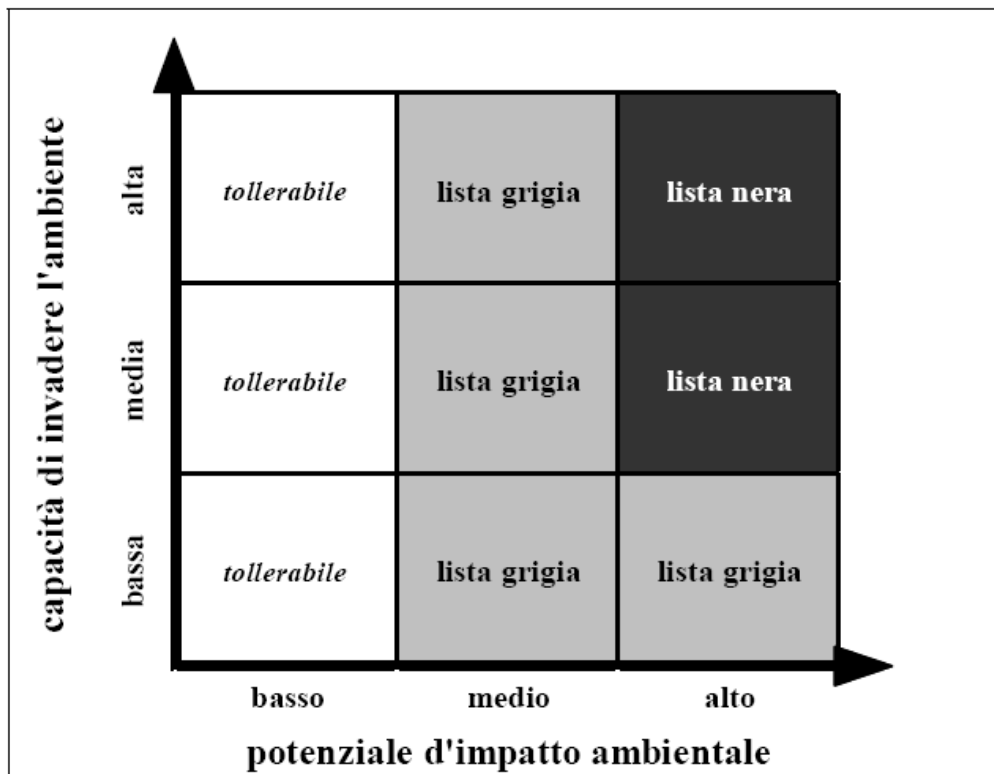 capacità di invadere l'ambiente
alta
tollerabile
lista grigia
lista nera
media
tollerabile
lista grigia
lista nera
bassa
tollerabile
lista grigia
lista grigia
basso
medio
alto
potenziale d'impatto ambientale